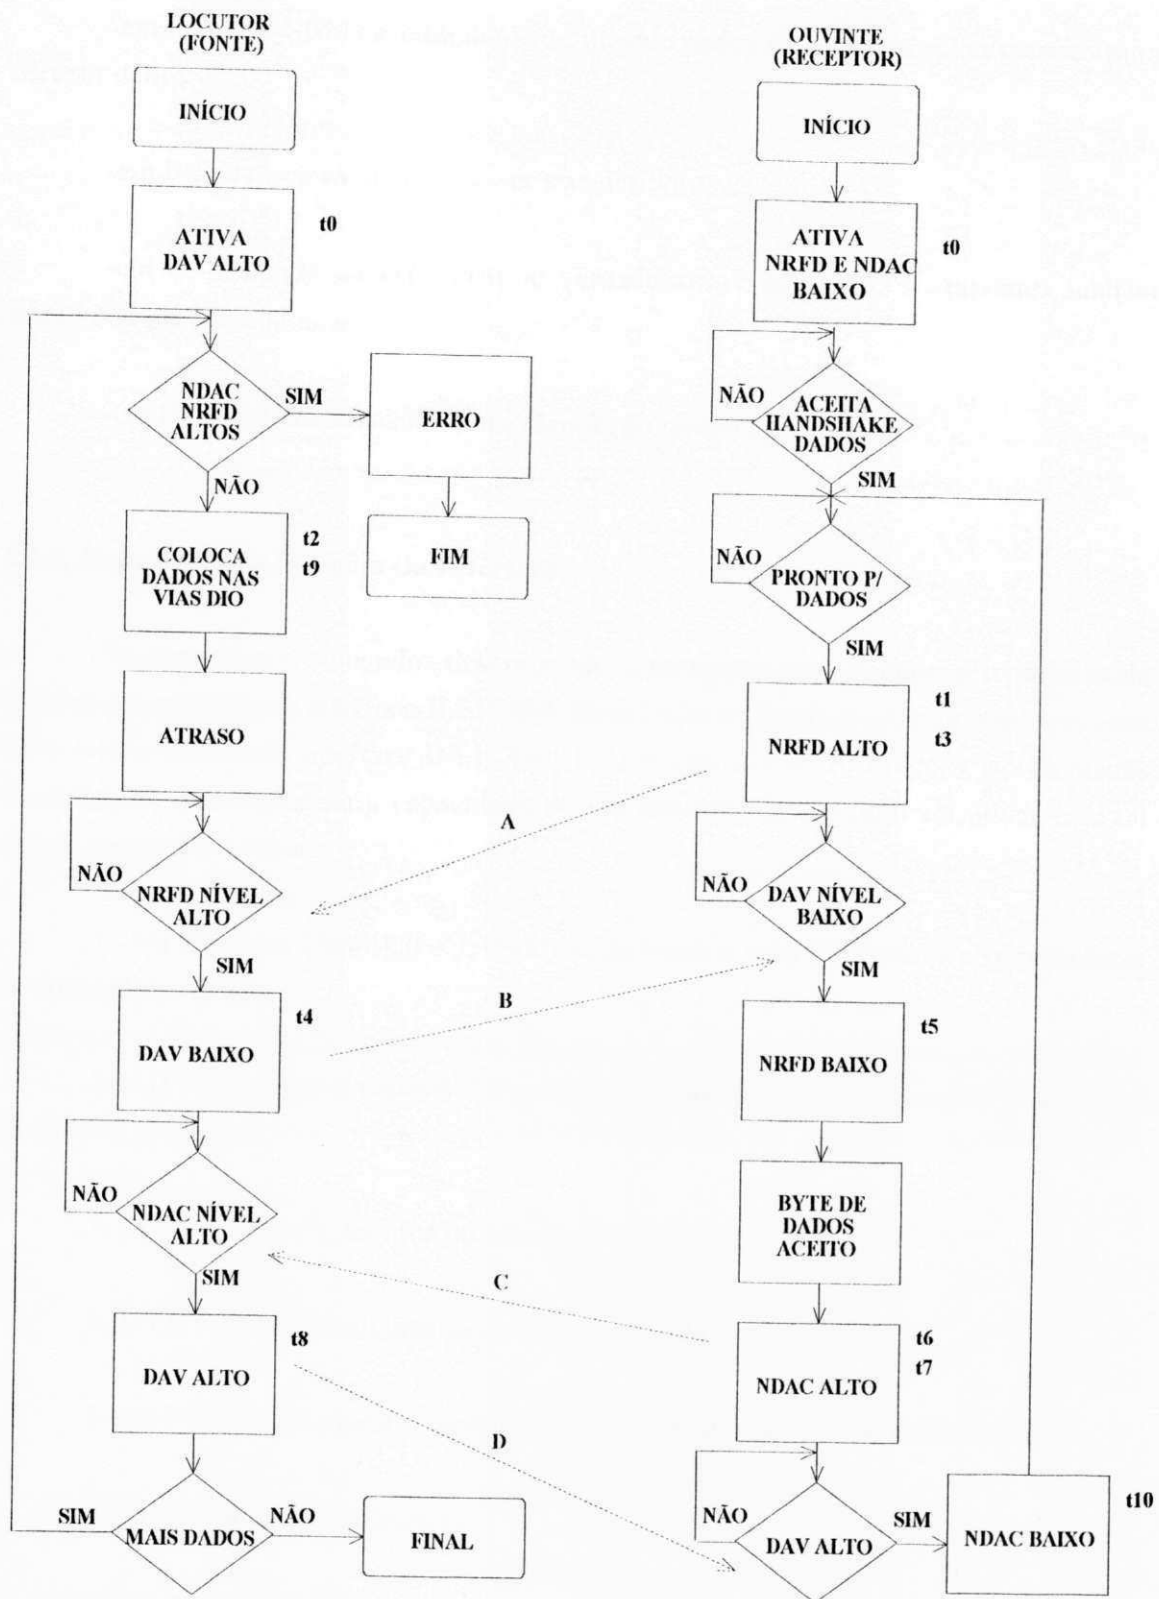 LOCUTOR
(FONTE)
INÍCIO
ATIVA
DAV ALTO
t0
NDAC
NRFD
ALTOS
SIM
ERRO
FIM
NÃO
COLOCA
DADOS NAS
VIAS DIO
t2
t9
ATRASO
NÃO
NRFD NÍVEL
ALTO
SIM
DAV BAIXO
t4
NÃO
NDAC NÍVEL
ALTO
SIM
DAV ALTO
t8
SIM
MAIS DADOS
NÃO
FINAL
A
B
C
D
OUVINTE
(RECEPTOR)
INÍCIO
ATIVA
NRFD E NDAC
BAIXO
t0
NÃO
ACEITA
HANDSHAKE
DADOS
SIM
NÃO
PRONTO P/
DADOS
SIM
NRFD ALTO
t1
t3
NÃO
DAV NÍVEL
BAIXO
SIM
NRFD BAIXO
t5
BYTE DE
DADOS
ACEITO
NDAC ALTO
t6
t7
NÃO
DAV ALTO
SIM
NDAC BAIXO
t10